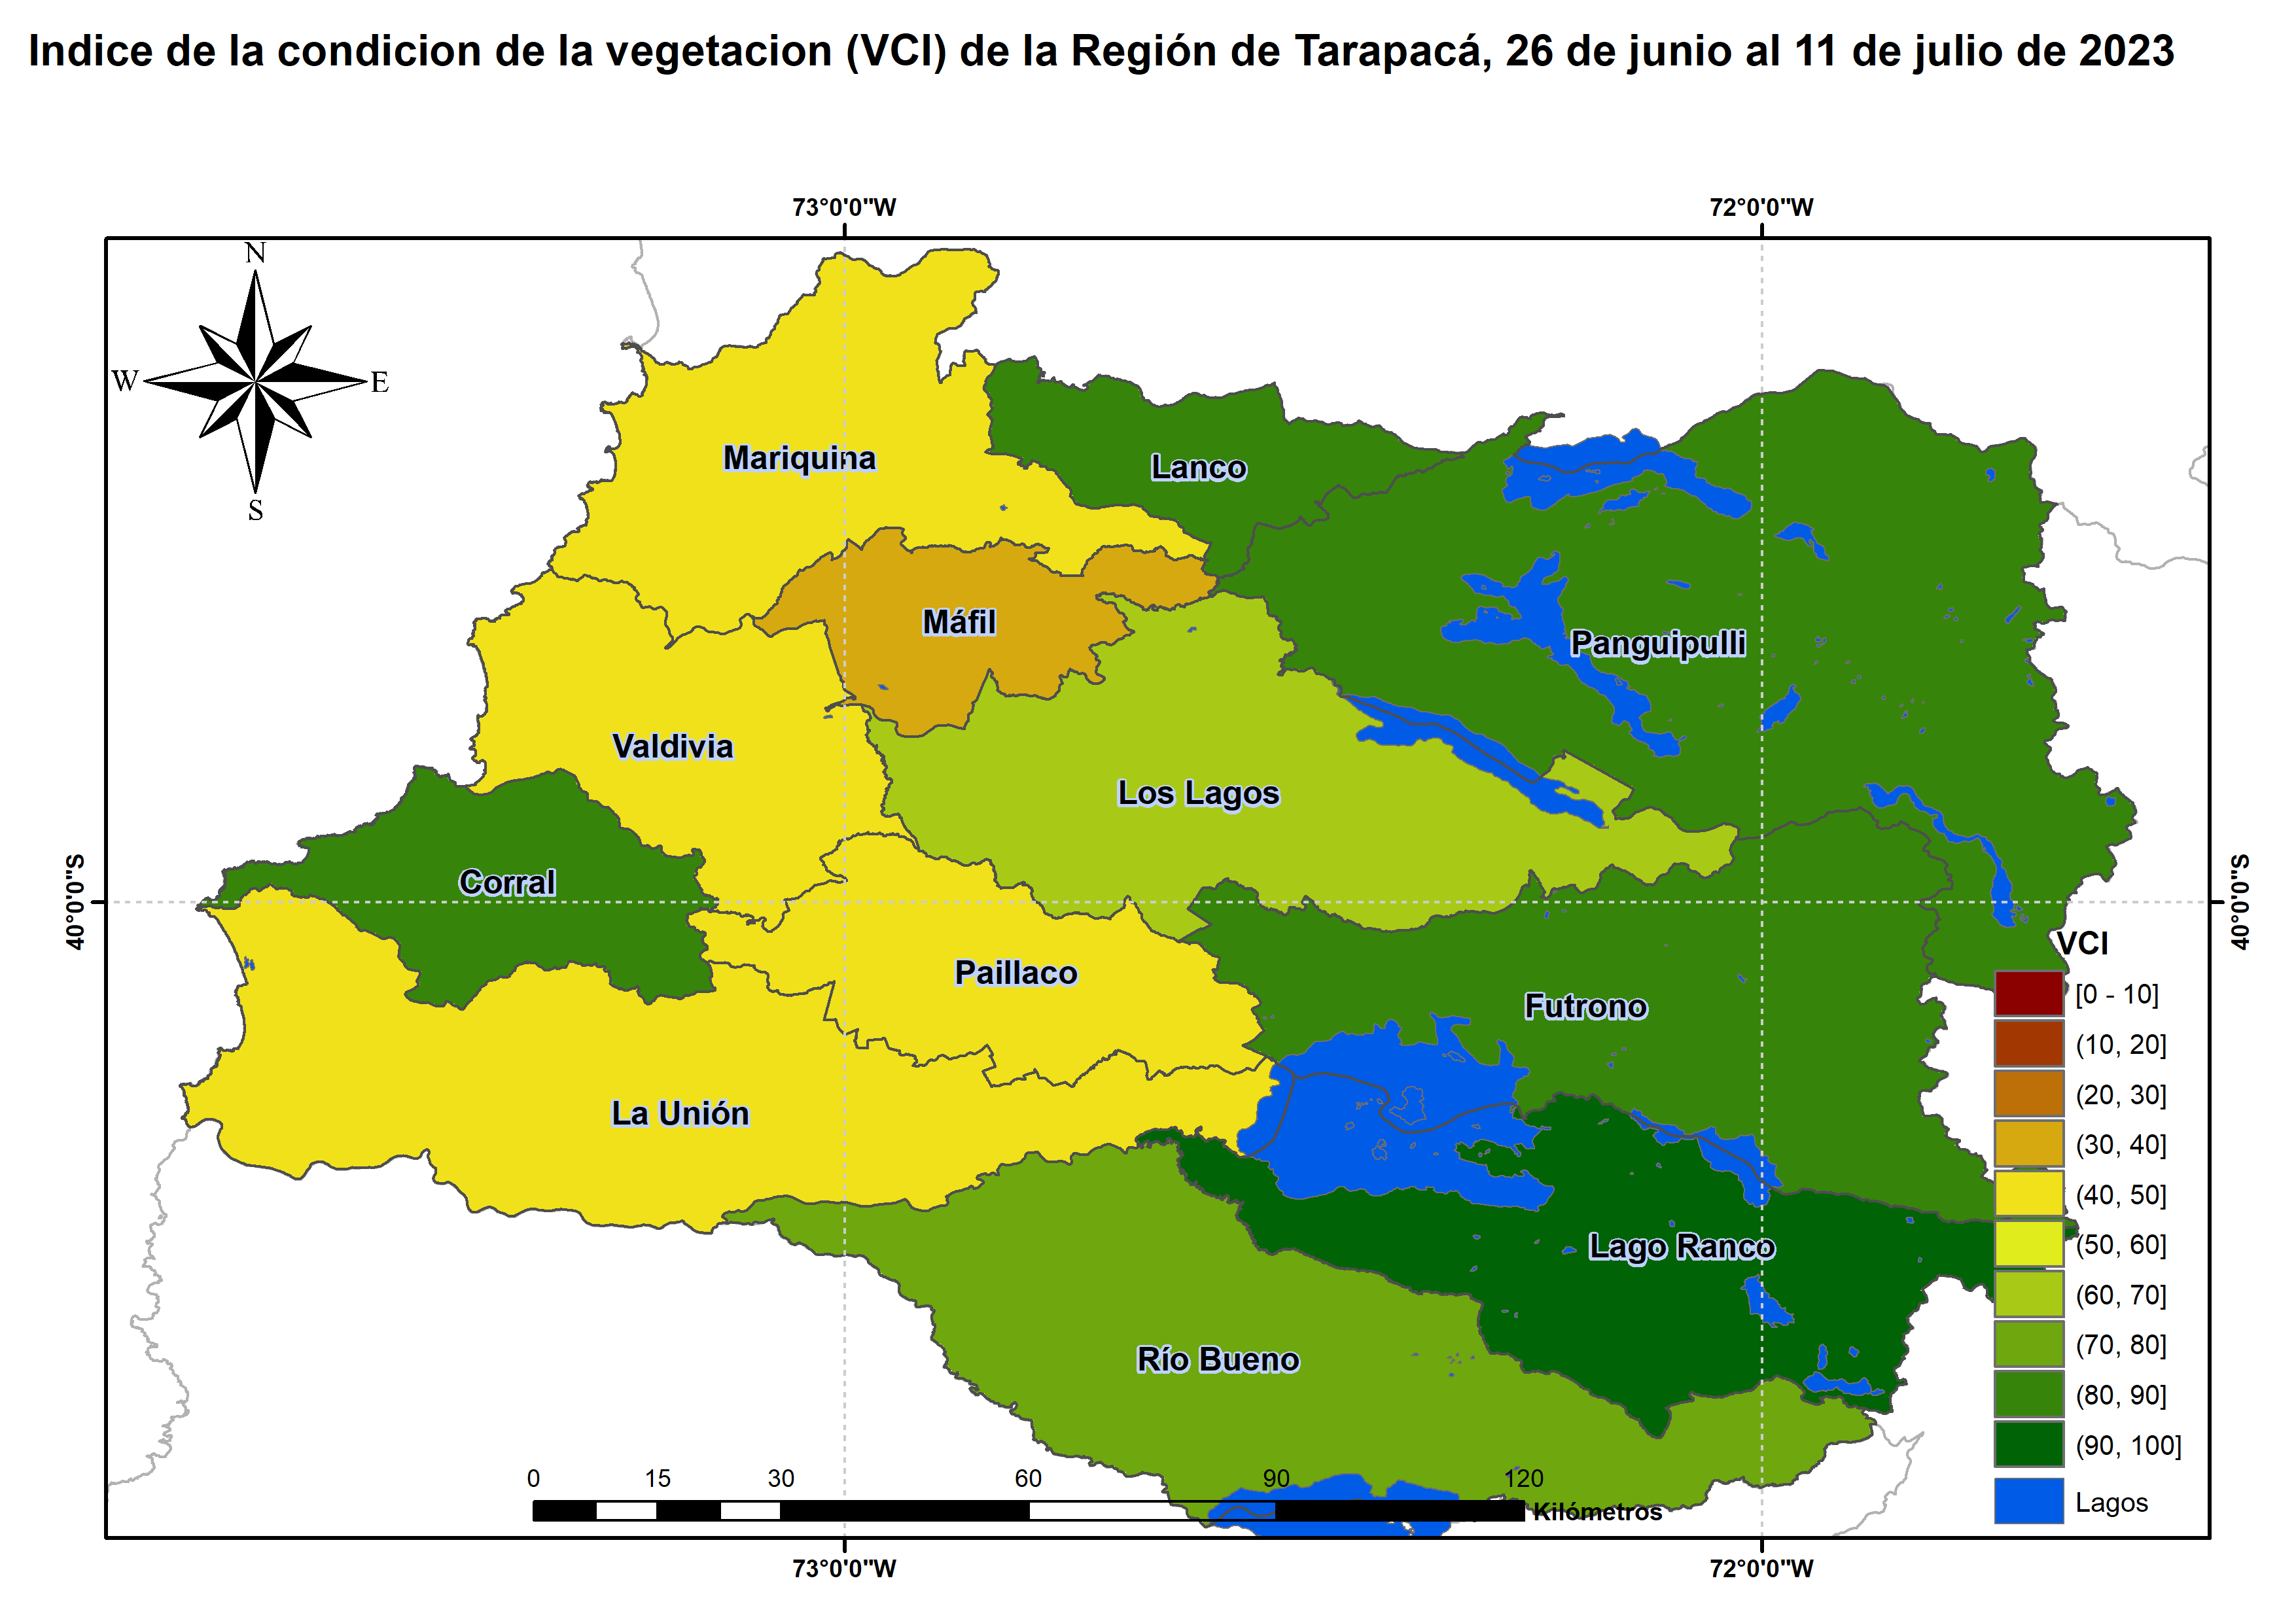 Indice de la condicion de la vegetacion (VCI) de la Región de Tarapacá, 26 de junio al 11 de julio de 2023
73°0'0"W
72°0'0"W
N
W
E
S
Mariquina
Lanco
Máfil
Panguipulli
Valdivia
Los Lagos
Corral
40°0'0"S
40°0'0"S
Paillaco
Futrono
La Unión
Lago Ranco
Río Bueno
VCI
[0 - 10]
(10, 20]
(20, 30]
(30, 40]
(40, 50]
(50, 60]
(60, 70]
(70, 80]
(80, 90]
(90, 100]
Lagos
0 15 30 60 90 120
Kilómetros
73°0'0"W
72°0'0"W